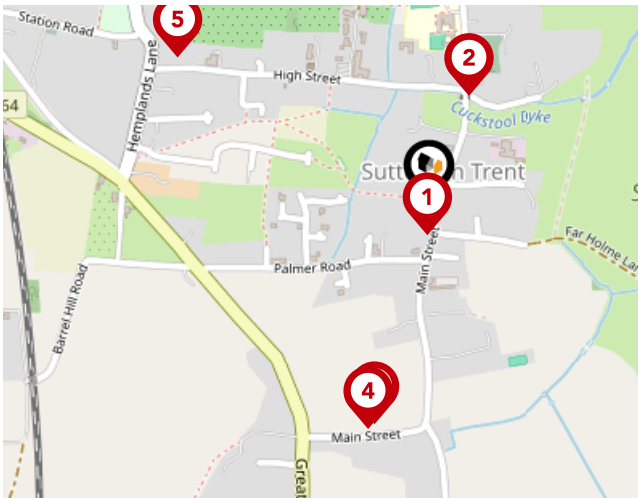 Station Road
5
Hemplands Lane
High Street
2
64
Cuckstool Dyke
Sutt n Trent
1
S
Far Holme La
Main Street
Palmer Road
Barrel Hill Road
4
Main Street
Great